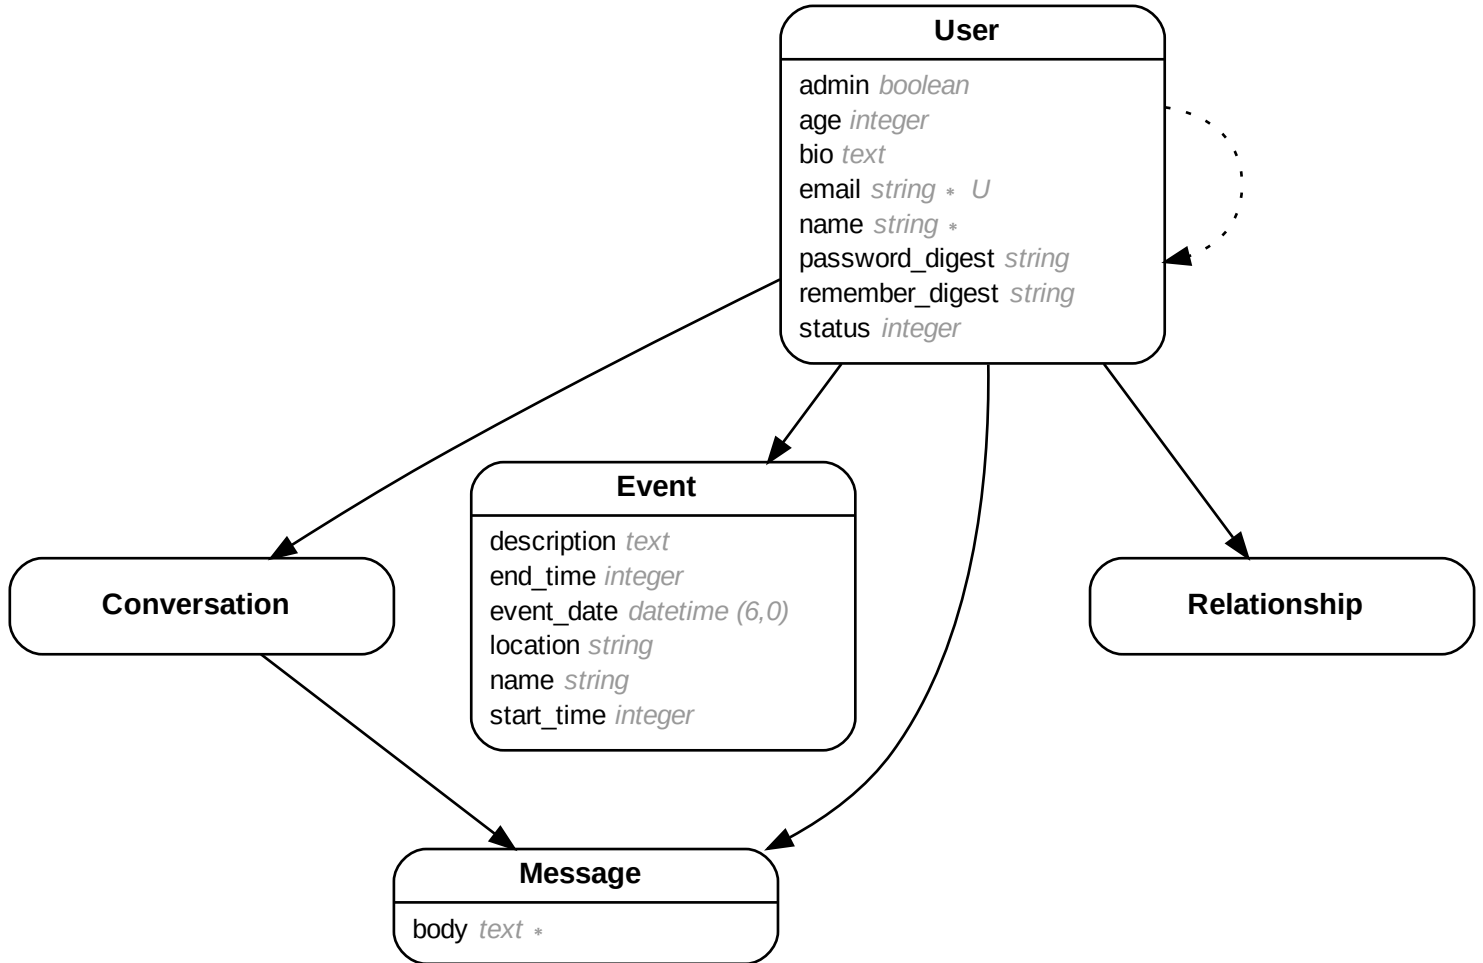 User
admin boolean
age integer
bio text
email string * U
name string *
password_digest string
remember_digest string
status integer
Event
description text
end_time integer
event_date datetime (6,0)
location string
name string
start_time integer
Conversation
Relationship
Message
body text *